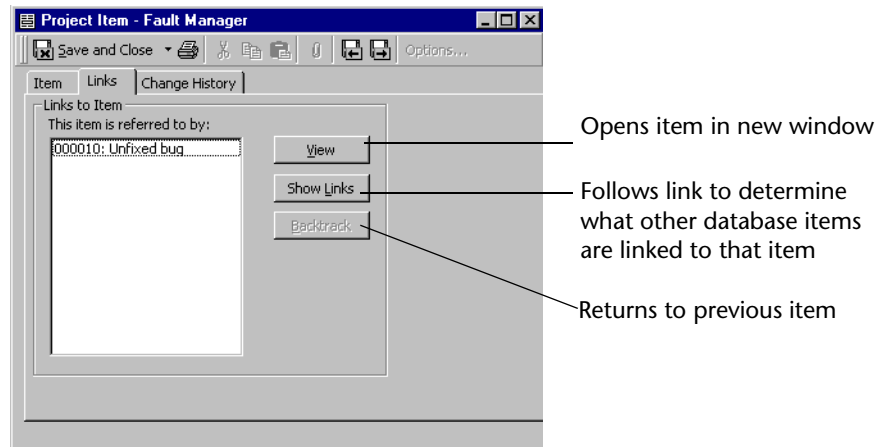 Project Item - Fault Manager
Save and Close
Options...
Item Links Change History
Links to Item
This item is referred to by:
000010: Unfixed bug
View
Show Links
Backtrack
Opens item in new window
Follows link to determine
what other database items
are linked to that item
Returns to previous item